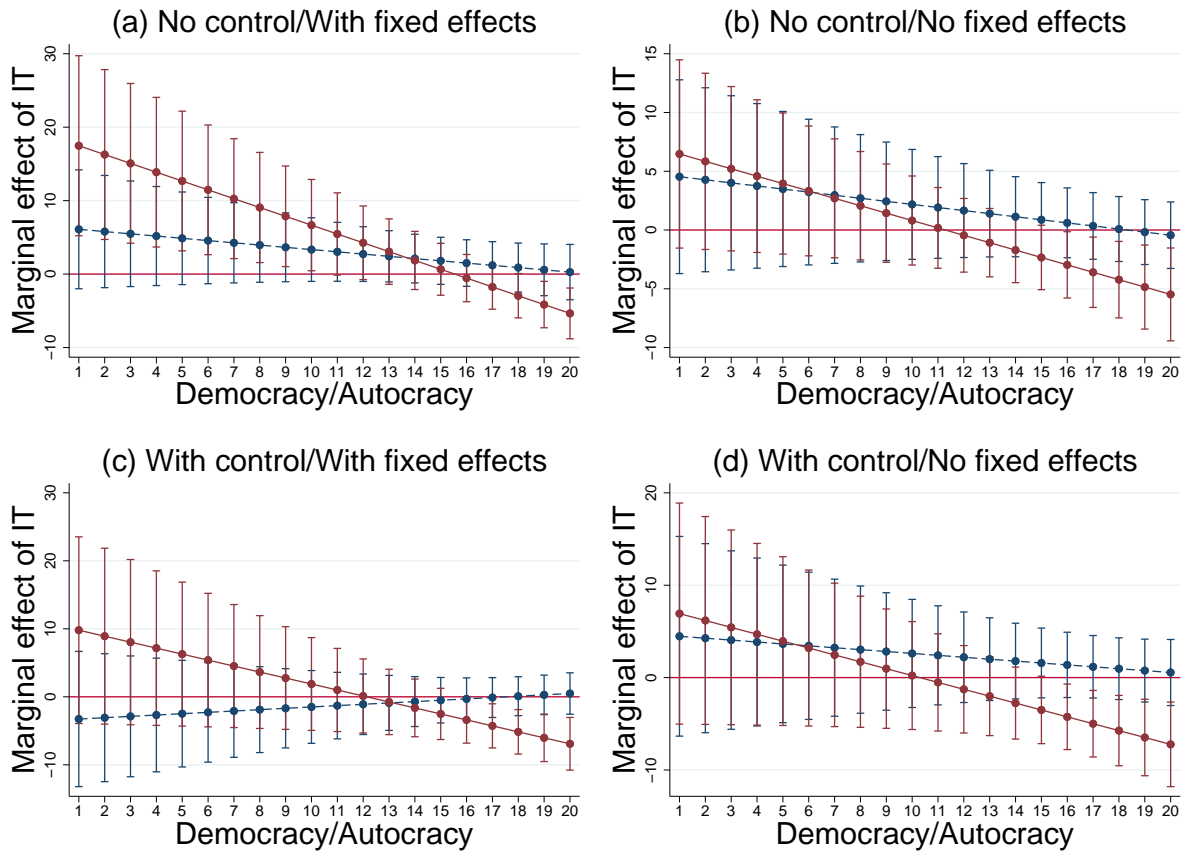 (a) No control/With fixed effects
Marginal effect of IT
30
20
10
0
−10
1 2 3 4 5 6 7 8 9 10 11 12 13 14 15 16 17 18 19 20
Democracy/Autocracy
(b) No control/No fixed effects
Marginal effect of IT
15
10
5
0
−5
−10
1 2 3 4 5 6 7 8 9 10 11 12 13 14 15 16 17 18 19 20
Democracy/Autocracy
(c) With control/With fixed effects
Marginal effect of IT
30
20
10
0
−10
1 2 3 4 5 6 7 8 9 10 11 12 13 14 15 16 17 18 19 20
Democracy/Autocracy
(d) With control/No fixed effects
Marginal effect of IT
20
10
0
−10
1 2 3 4 5 6 7 8 9 10 11 12 13 14 15 16 17 18 19 20
Democracy/Autocracy